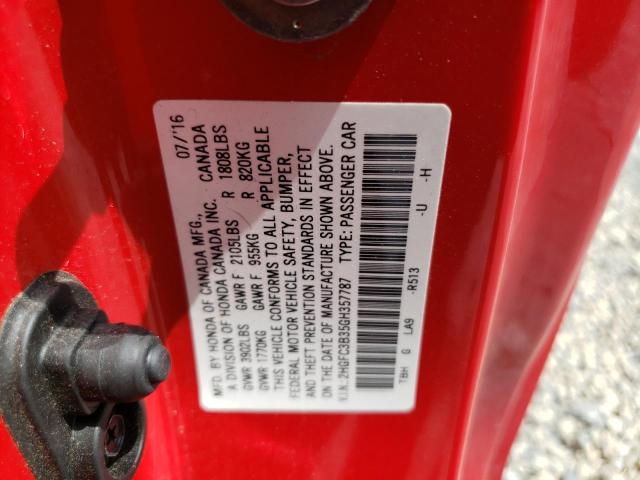 MFD. BY HONDA OF CANADA MFG., 07/'16
A DIVISION OF HONDA CANADA INC. CANADA
GVWR 3902LBS GAWR F 2105LBS R 1808LBS
GVWR 1770KG GAWR F 955KG R 820KG
THIS VEHICLE CONFORMS TO ALL APPLICABLE
FEDERAL MOTOR VEHICLE SAFETY, BUMPER,
AND THEFT PREVENTION STANDARDS IN EFFECT
ON THE DATE OF MANUFACTURE SHOWN ABOVE.
V.I.N.:2HGFC3B35GH357787 TYPE: PASSENGER CAR
TBH G LA9 -R513 -U -H